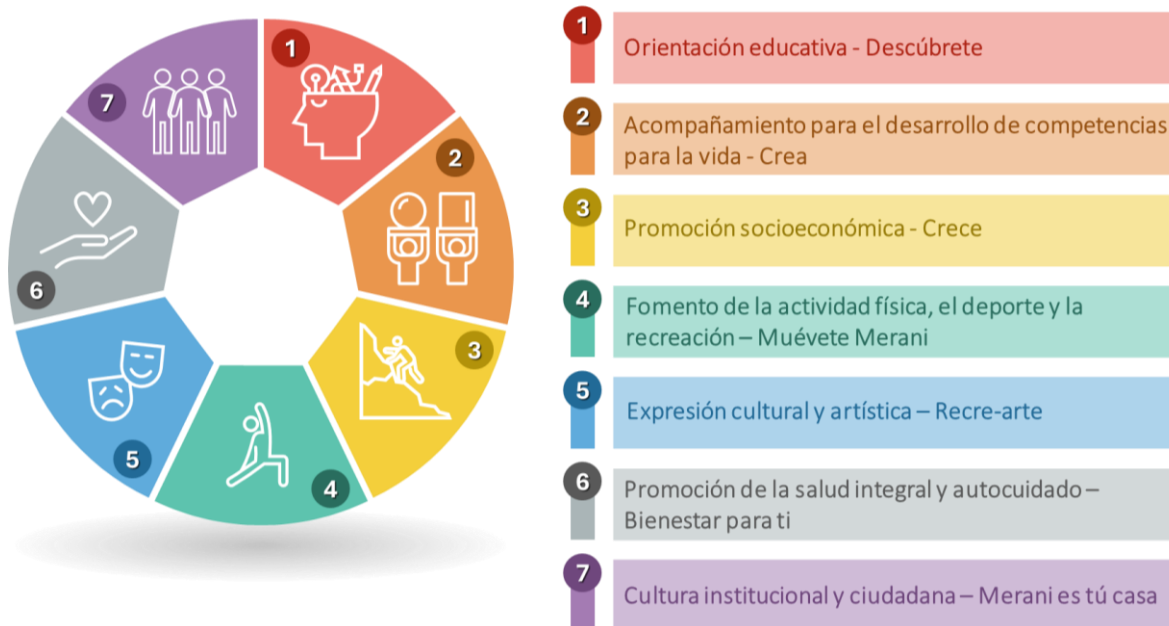 1
2
3
4
5
6
7
1
Orientación educativa - Descúbrete
2
Acompañamiento para el desarrollo de competencias
para la vida - Crea
3
Promoción socioeconómica - Crece
4
Fomento de la actividad física, el deporte y la
recreación – Muévete Merani
5
Expresión cultural y artística – Recre-arte
6
Promoción de la salud integral y autocuidado –
Bienestar para ti
7
Cultura institucional y ciudadana – Merani es tú casa